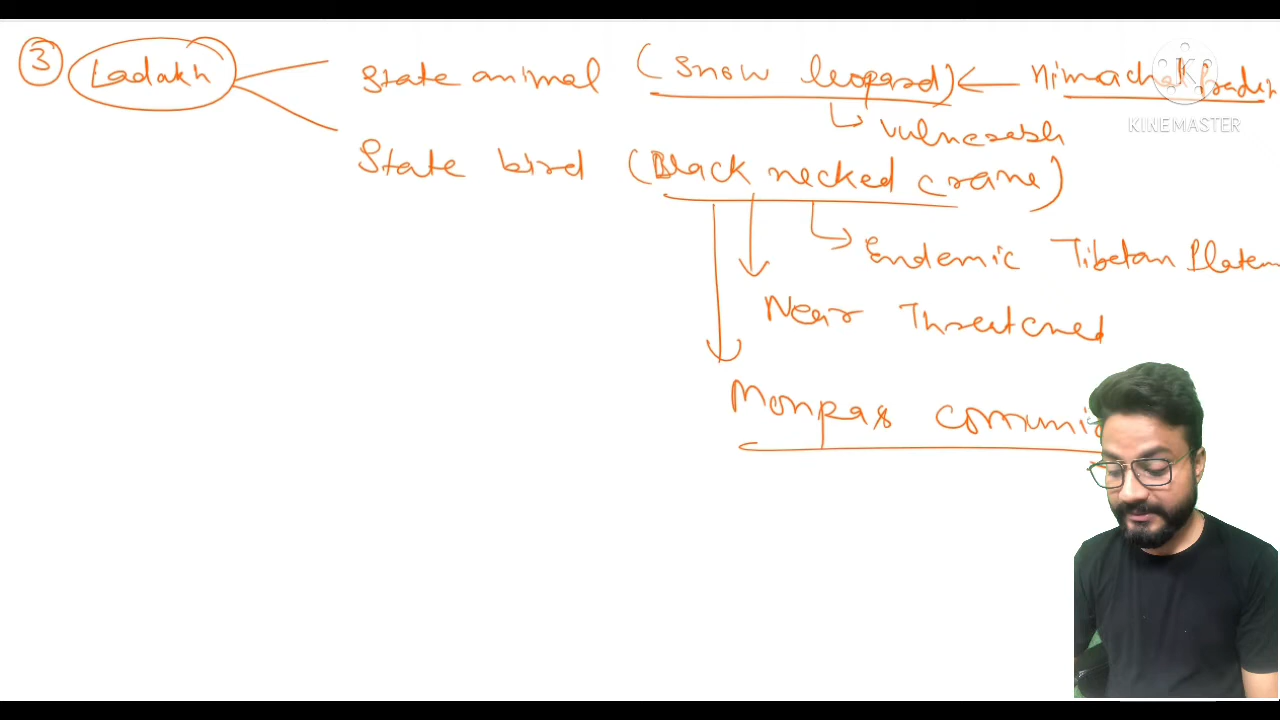 3 Ladakh
State animal (Snow leopard) ← Himachal Pradesh
KINEMASTER
Vulnerable
State bird (Black necked crane)
Endemic Tibetan Plateau
Near Threatened
Monpas